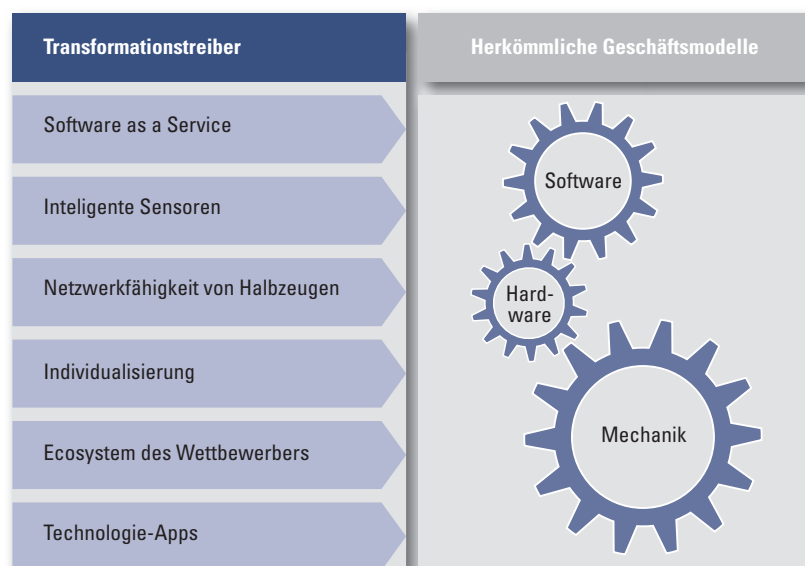 Transformationstreiber
Herkömmliche Geschäftsmodelle
Software as a Service
Inteligente Sensoren
Netzwerkfähigkeit von Halbzeugen
Individualisierung
Ecosystem des Wettbewerbers
Technologie-Apps
Software
Hard-
ware
Mechanik